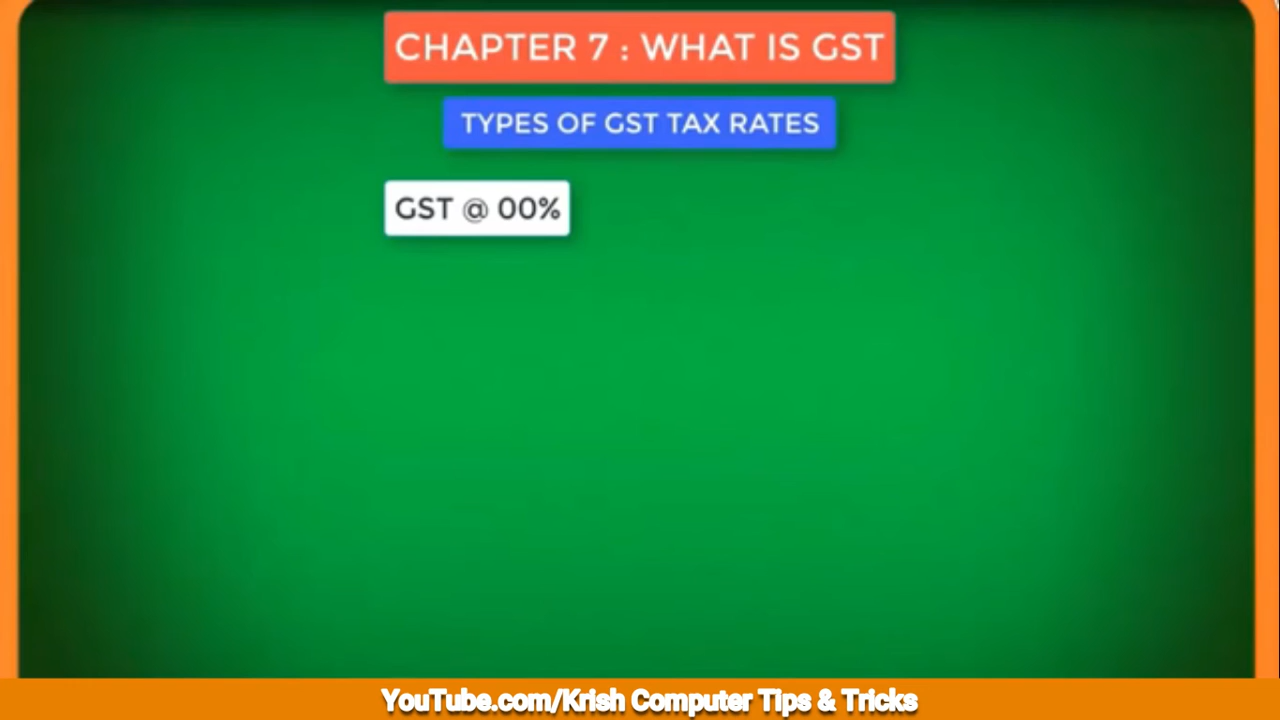 CHAPTER 7 : WHAT IS GST
TYPES OF GST TAX RATES
GST @ 00%
YouTube.com/Krish Computer Tips & Tricks